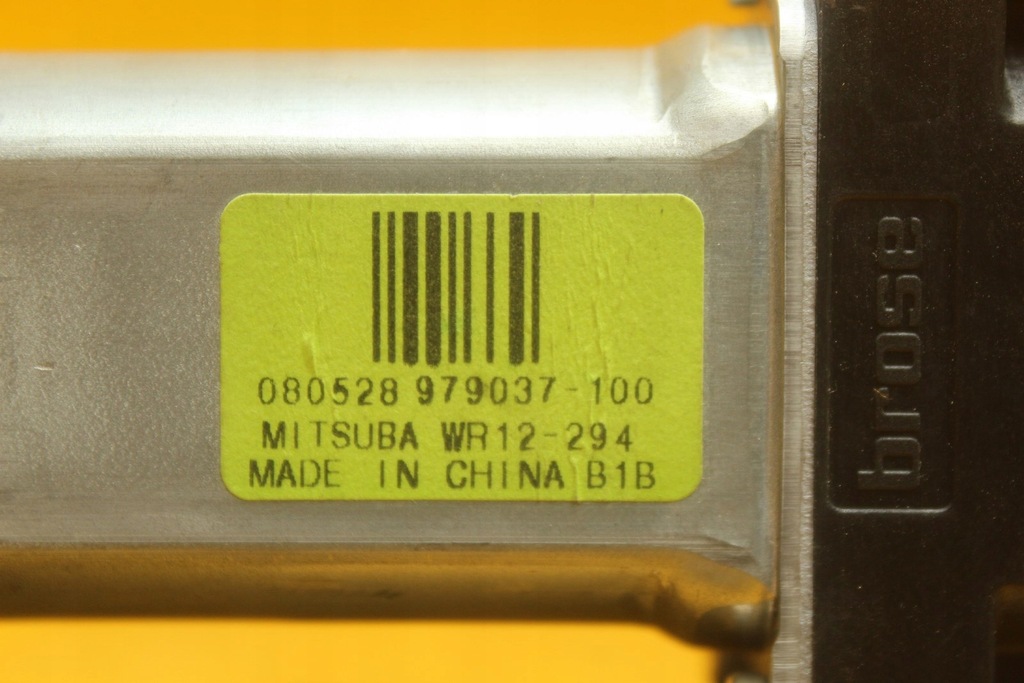 080528 979037-100
MITSUBA WR12-294
MADE IN CHINA B1B
brose